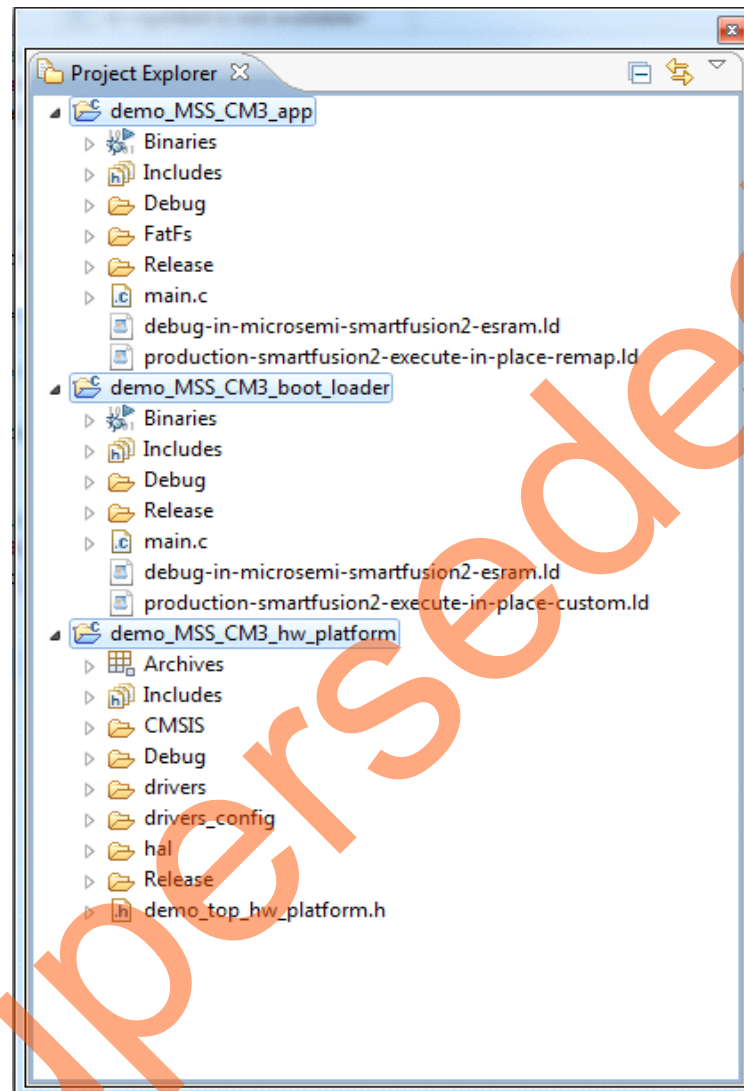 Project Explorer
demo_MSS_CM3_app
Binaries
Includes
Debug
FatFs
Release
main.c
debug-in-microsemi-smartfusion2-esram.ld
production-smartfusion2-execute-in-place-remap.ld
demo_MSS_CM3_boot_loader
Binaries
Includes
Debug
Release
main.c
debug-in-microsemi-smartfusion2-esram.ld
production-smartfusion2-execute-in-place-custom.ld
demo_MSS_CM3_hw_platform
Archives
Includes
CMSIS
Debug
drivers
drivers_config
hal
Release
demo_top_hw_platform.h